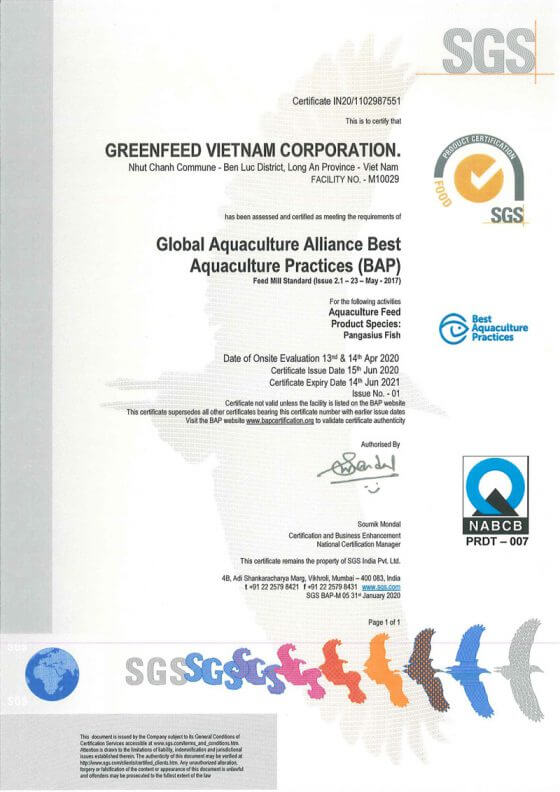 SGS
Certificate IN20/1102987551
This is to certify that
GREENFEED VIETNAM CORPORATION.
Nhut Chanh Commune - Ben Luc District, Long An Province - Viet Nam
FACILITY NO. - M10029
PRODUCT CERTIFICATION
FOOD
SGS
has been assessed and certified as meeting the requirements of
Global Aquaculture Alliance Best
Aquaculture Practices (BAP)
Feed Mill Standard (Issue 2.1 – 23 – May - 2017)
For the following activities
Aquaculture Feed
Product Species:
Pangasius Fish
Best
Aquaculture
Practices
Date of Onsite Evaluation 13nd & 14th Apr 2020
Certificate Issue Date 15th Jun 2020
Certificate Expiry Date 14th Jun 2021
Issue No. - 01
Certificate not valid unless the facility is listed on the BAP website
This certificate supersedes all other certificates bearing this certificate number with earlier issue dates
Visit the BAP website www.bapcertification.org to validate certificate authenticity
Authorised By
NABCB
PRDT – 007
Soumik Mondal
Certification and Business Enhancement
National Certification Manager
This certificate remains the property of SGS India Pvt. Ltd.
4B, Adi Shankaracharya Marg, Vikhroli, Mumbai – 400 083, India
t +91 22 2579 8421 f +91 22 2579 8431 www.sgs.com
SGS BAP-M 05 31st January 2020
Page 1 of 1
SGS
SGS
SGS SGS
This document is issued by the Company subject to its General Conditions of
Certification Services accessible at www.sgs.com/terms_and_conditions.htm.
Attention is drawn to the limitations of liability, indemnification and jurisdictional
issues established therein. The authenticity of this document may be verified at
http://www.sgs.com/clients/certified_clients.htm. Any unauthorized alteration,
forgery or falsification of the content or appearance of this document is unlawful
and offenders may be prosecuted to the fullest extent of the law